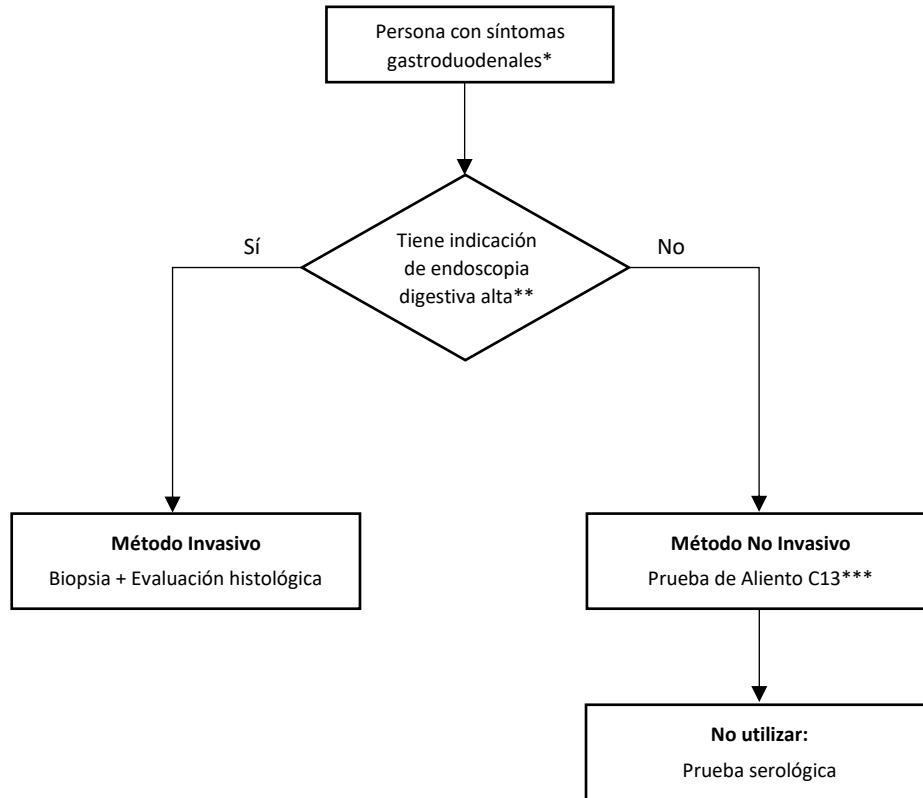 Persona con síntomas
gastroduodenales*
Tiene indicación
de endoscopia
digestiva alta**
Sí
No
Método Invasivo
Biopsia + Evaluación histológica
Método No Invasivo
Prueba de Aliento C13***
No utilizar:
Prueba serológica